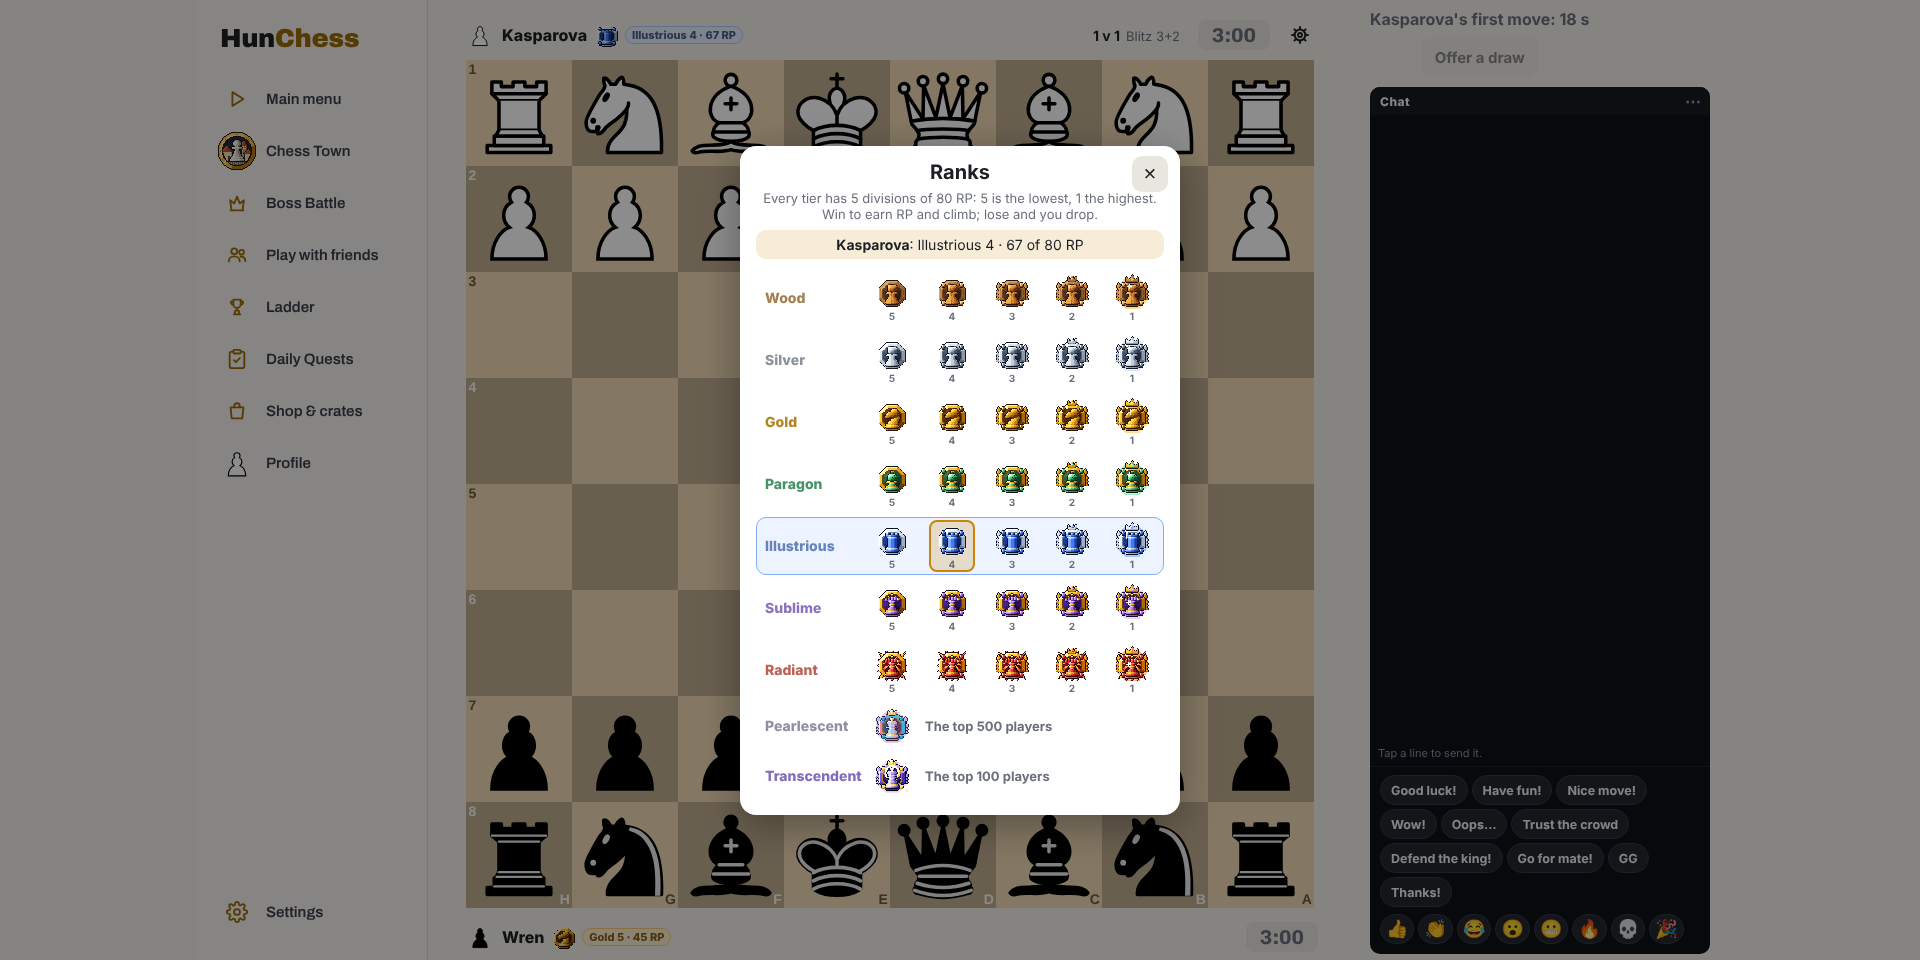 HunChess
Main menu
Chess Town
Boss Battle
Play with friends
Ladder
Daily Quests
Shop & crates
Profile
Settings
Kasparova Illustrious 4 · 67 RP
1 v 1 Blitz 3+2 3:00
1
2
3
4
5
6
7
8
H G F E D C B A
Ranks
Every tier has 5 divisions of 80 RP: 5 is the lowest, 1 the highest.
Win to earn RP and climb; lose and you drop.
Kasparova: Illustrious 4 · 67 of 80 RP
Wood
5 4 3 2 1
Silver
5 4 3 2 1
Gold
5 4 3 2 1
Paragon
5 4 3 2 1
Illustrious
5 4 3 2 1
Sublime
5 4 3 2 1
Radiant
5 4 3 2 1
Pearlescent The top 500 players
Transcendent The top 100 players
Wren Gold 5 · 45 RP
3:00
Kasparova's first move: 18 s
Offer a draw
Chat
Tap a line to send it.
Good luck! Have fun! Nice move!
Wow! Oops... Trust the crowd
Defend the king! Go for mate! GG
Thanks!